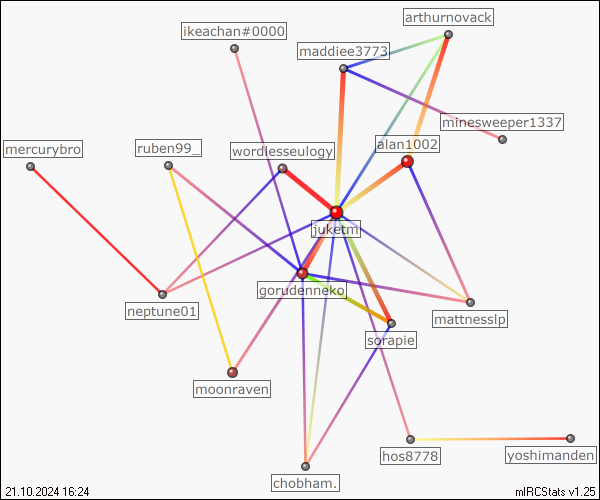 arthurnovack
ikeachan#0000
maddiee3773
minesweeper1337
alan1002
mercurybro
ruben99_
wordlesseulogy
juketm
gorudenneko
neptune01
mattnesslp
sorapie
moonraven
hos8778
yoshimanden
chobham.
21.10.2024 16:24
mIRCStats v1.25